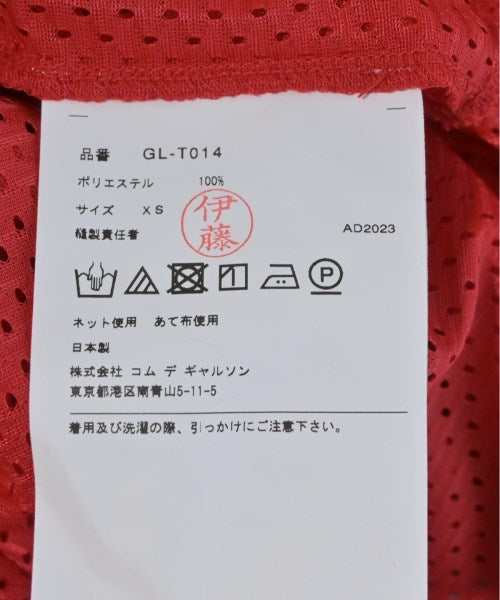 品番 GL-T014
ポリエステル 100%
サイズ XS
伊藤
縫製責任者 AD2023
P
ネット使用 あて布使用
日本製
株式会社 コム デ ギャルソン
東京都港区南青山5-11-5
着用及び洗濯の際、引っかけにご注意下さい。